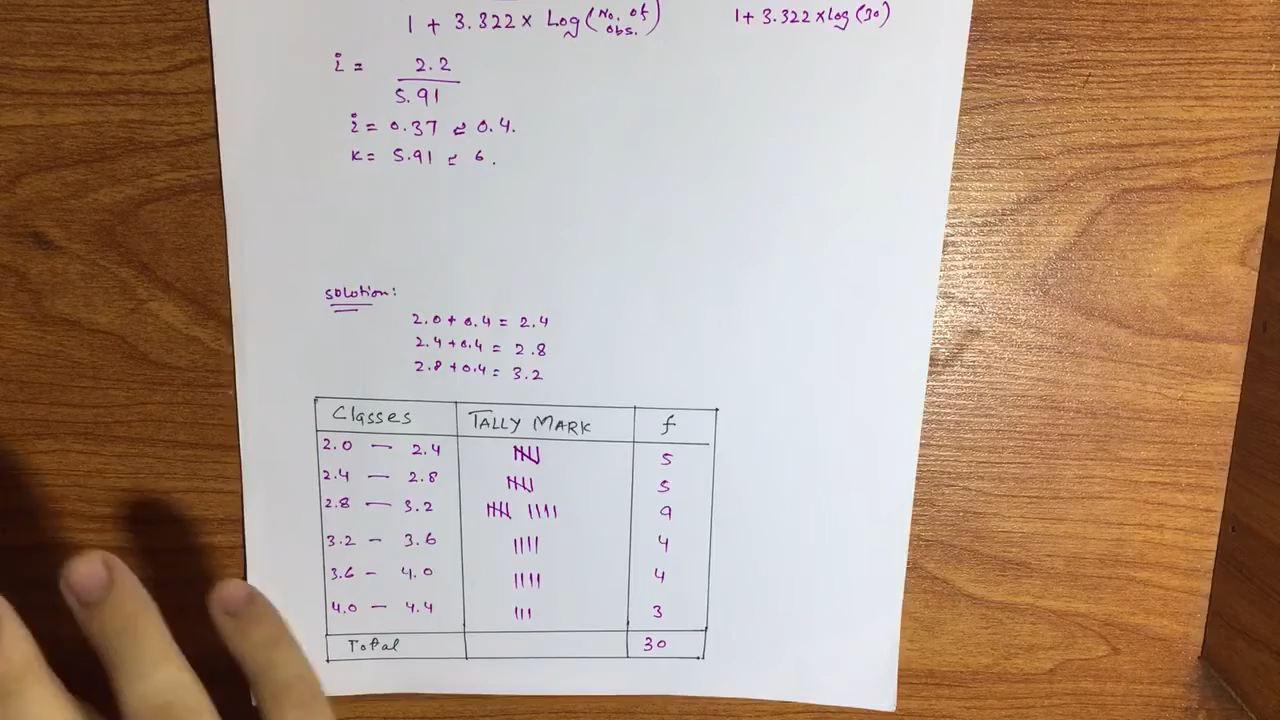 1 + 3.322 x Log (No. of obs.) 1 + 3.322 x log (30)
i = 2.2
5.91
i = 0.37 ≃ 0.4.
K = 5.91 ≃ 6.
Solution:
2.0 + 0.4 = 2.4
2.4 + 0.4 = 2.8
2.8 + 0.4 = 3.2
Classes TALLY MARK f
2.0 — 2.4 5
2.4 — 2.8 5
2.8 — 3.2 9
3.2 - 3.6 |||| 4
3.6 - 4.0 |||| 4
4.0 — 4.4 ||| 3
Total 30